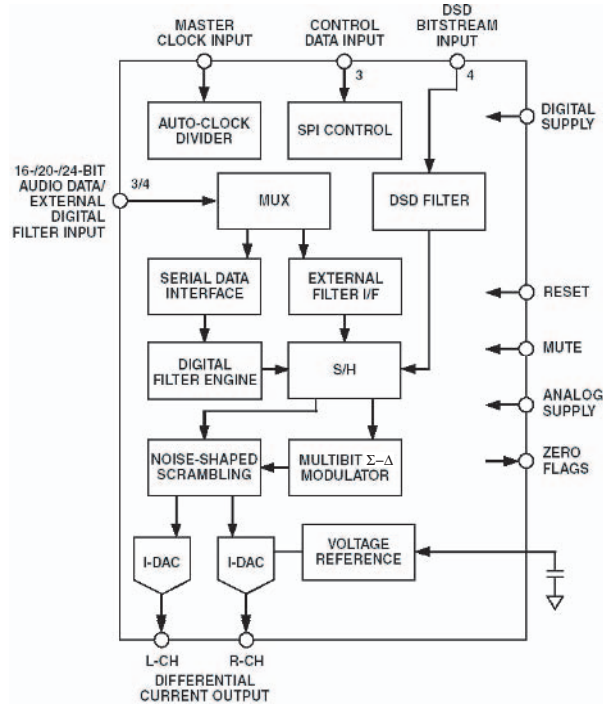 MASTER
CLOCK INPUT
CONTROL
DATA INPUT
DSD
BITSTREAM
INPUT
3
4
AUTO-CLOCK
DIVIDER
SPI CONTROL
DIGITAL
SUPPLY
16-/20-/24-BIT
AUDIO DATA/
EXTERNAL
DIGITAL
FILTER INPUT
3/4
MUX
DSD FILTER
SERIAL DATA
INTERFACE
EXTERNAL
FILTER I/F
RESET
DIGITAL
FILTER ENGINE
S/H
MUTE
ANALOG
SUPPLY
NOISE-SHAPED
SCRAMBLING
MULTIBIT Σ–Δ
MODULATOR
ZERO
FLAGS
I-DAC
I-DAC
VOLTAGE
REFERENCE
L-CH
R-CH
DIFFERENTIAL
CURRENT OUTPUT